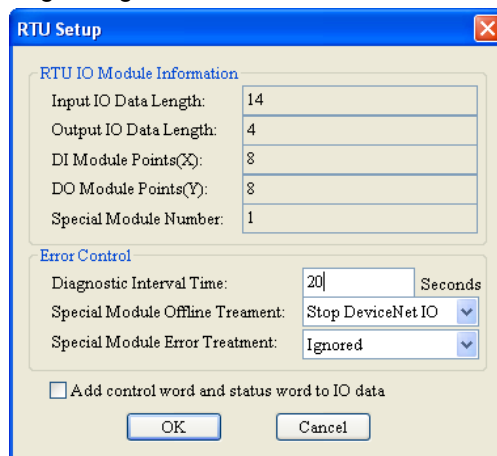 RTU Setup
RTU IO Module Information
Input IO Data Length: 14
Output IO Data Length: 4
DI Module Points(X): 8
DO Module Points(Y): 8
Special Module Number: 1
Error Control
Diagnostic Interval Time: 20 Seconds
Special Module Offline Treament: Stop DeviceNet IO
Special Module Error Treatment: Ignored
Add control word and status word to IO data
OK Cancel